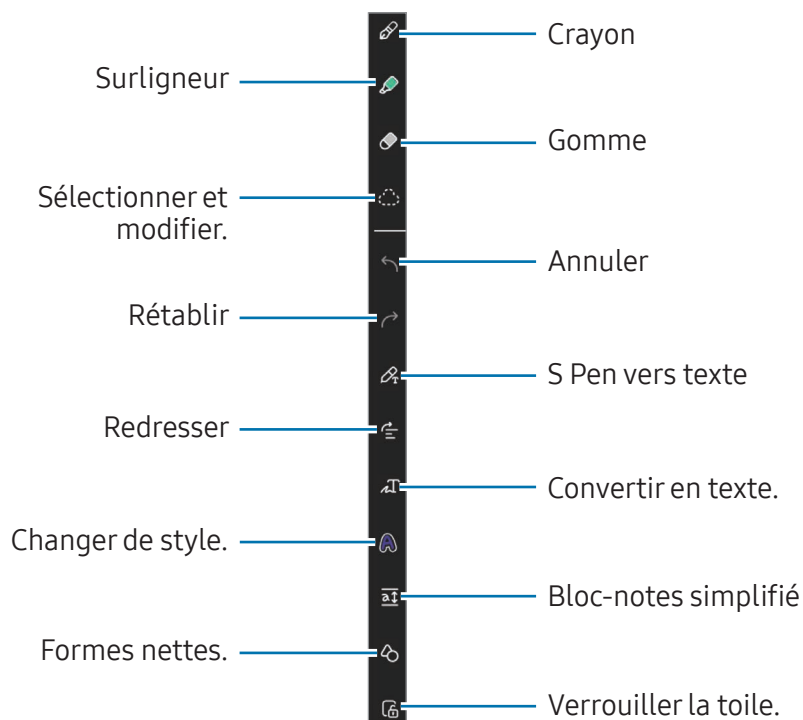 Crayon
Surligneur
Gomme
Sélectionner et
modifier.
Annuler
Rétablir
S Pen vers texte
Redresser
Convertir en texte.
Changer de style.
Bloc-notes simplifié
Formes nettes.
Verrouiller la toile.